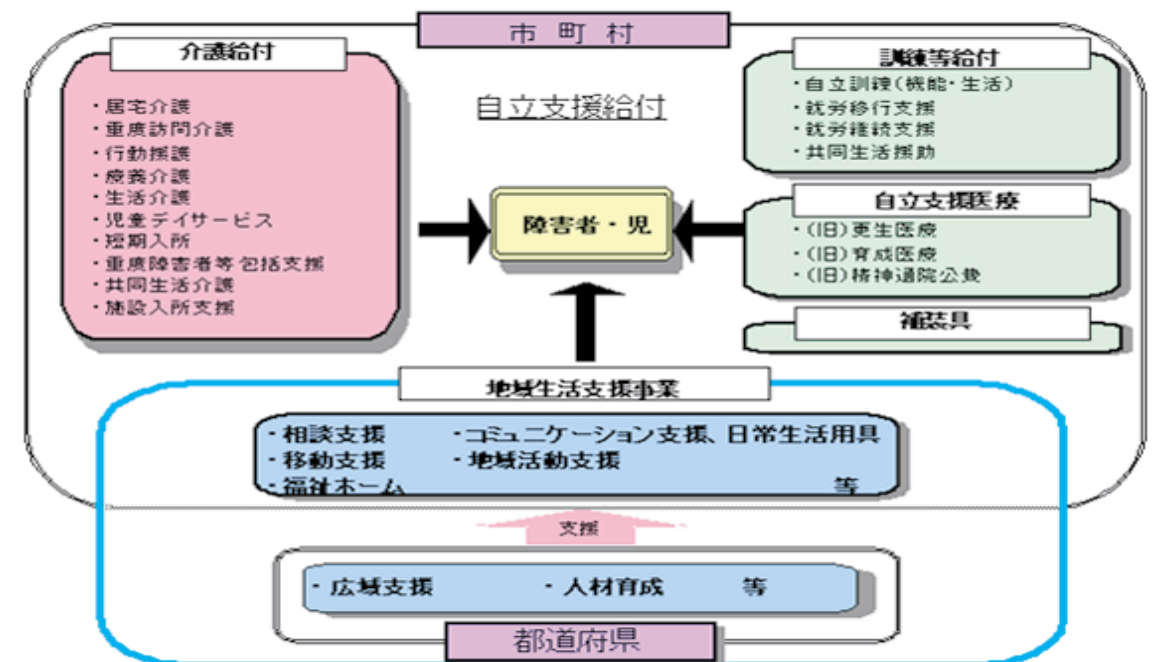 市町村
介護給付
・居宅介護
・重度訪問介護
・行動援護
・療養介護
・生活介護
・児童デイサービス
・短期入所
・重度障害者等包括支援
・共同生活介護
・施設入所支援
自立支援給付
訓練等給付
・自立訓練(機能・生活)
・就労移行支援
・就労継続支援
・共同生活援助
障害者・児
自立支援医療
・(旧)更生医療
・(旧)育成医療
・(旧)精神通院公費
補装具
地域生活支援事業
・相談支援 ・コミュニケーション支援、日常生活用具
・移動支援 ・地域活動支援
・福祉ホーム 等
支援
・広域支援 ・人材育成 等
都道府県